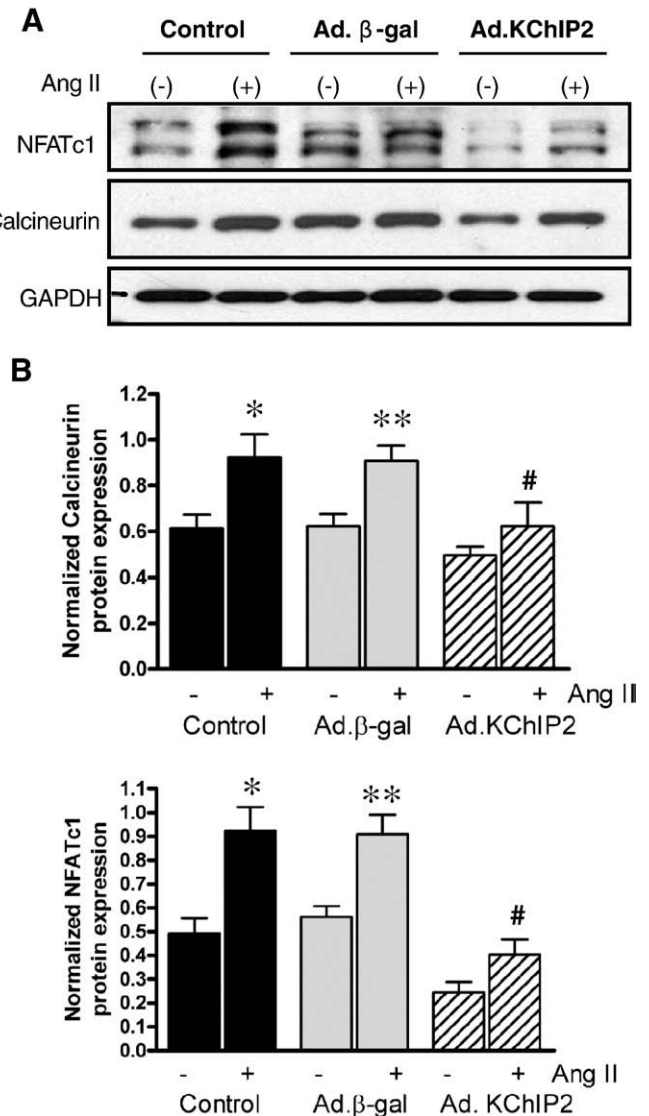 A
Control Ad. β-gal Ad.KChIP2
Ang II (-) (+) (-) (+) (-) (+)
NFATc1
Calcineurin
GAPDH
B
Normalized Calcineurin
protein expression
1.2
1.0
0.8
0.6
0.4
0.2
0.0
* ** #
- + - + - + Ang II
Control Ad.β-gal Ad.KChIP2
Normalized NFATc1
protein expression
1.1
1.0
0.9
0.8
0.7
0.6
0.5
0.4
0.3
0.2
0.1
0.0
* ** #
- + - + - + Ang II
Control Ad.β-gal Ad. KChIP2